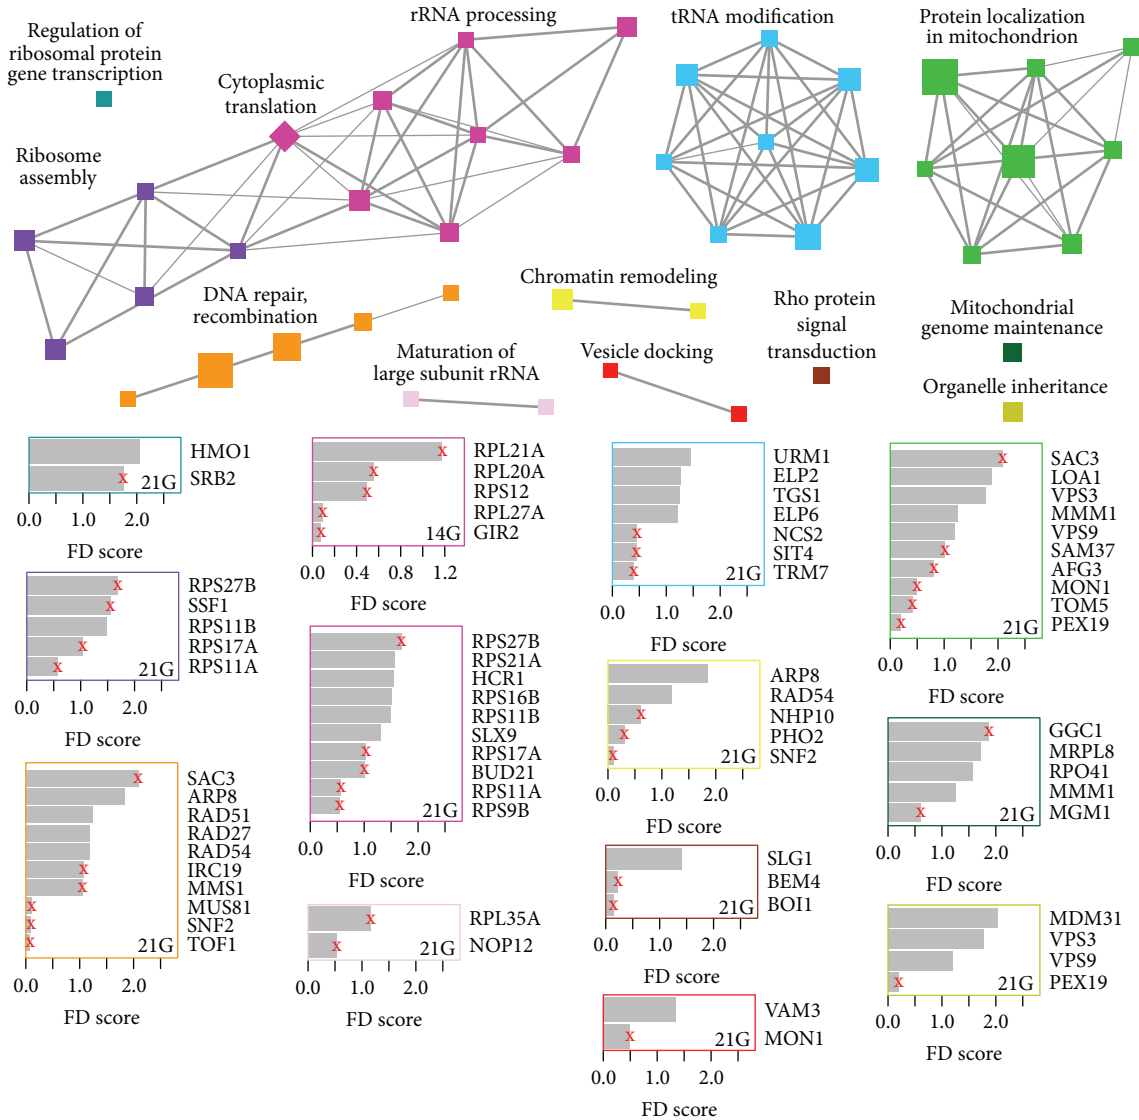 Regulation of
ribosomal protein
gene transcription
Cytoplasmic
translation
rRNA processing
tRNA modification
Protein localization
in mitochondrion
Ribosome
assembly
DNA repair,
recombination
Chromatin remodeling
Rho protein
signal
transduction
Mitochondrial
genome maintenance
Maturation of
large subunit rRNA
Vesicle docking
Organelle inheritance
HMO1
x SRB2
21G
0.0 1.0 2.0
FD score
x RPS27B
x SSF1
RPS11B
x RPS17A
x RPS11A
21G
0.0 1.0 2.0
FD score
x SAC3
ARP8
RAD51
RAD27
RAD54
x IRC19
x MMS1
x MUS81
x SNF2
x TOF1
21G
0.0 1.0 2.0
FD score
x RPL21A
x RPL20A
x RPS12
x RPL27A
x GIR2
14G
0.0 0.4 0.8 1.2
FD score
x RPS27B
RPS21A
HCR1
RPS16B
RPS11B
SLX9
x RPS17A
x BUD21
x RPS11A
x RPS9B
21G
0.0 1.0 2.0
FD score
x RPL35A
x NOP12
21G
0.0 1.0 2.0
FD score
URM1
ELP2
TGS1
ELP6
x NCS2
x SIT4
x TRM7
21G
0.0 1.0 2.0
FD score
ARP8
RAD54
x NHP10
x PHO2
x SNF2
21G
0.0 1.0 2.0
FD score
SLG1
x BEM4
x BOI1
21G
0.0 1.0 2.0
FD score
VAM3
x MON1
21G
0.0 1.0 2.0
FD score
x SAC3
LOA1
VPS3
MMM1
VPS9
x SAM37
x AFG3
x MON1
x TOM5
x PEX19
21G
0.0 1.0 2.0
FD score
x GGC1
MRPL8
RPO41
MMM1
x MGM1
21G
0.0 1.0 2.0
FD score
MDM31
VPS3
VPS9
x PEX19
21G
0.0 1.0 2.0
FD score